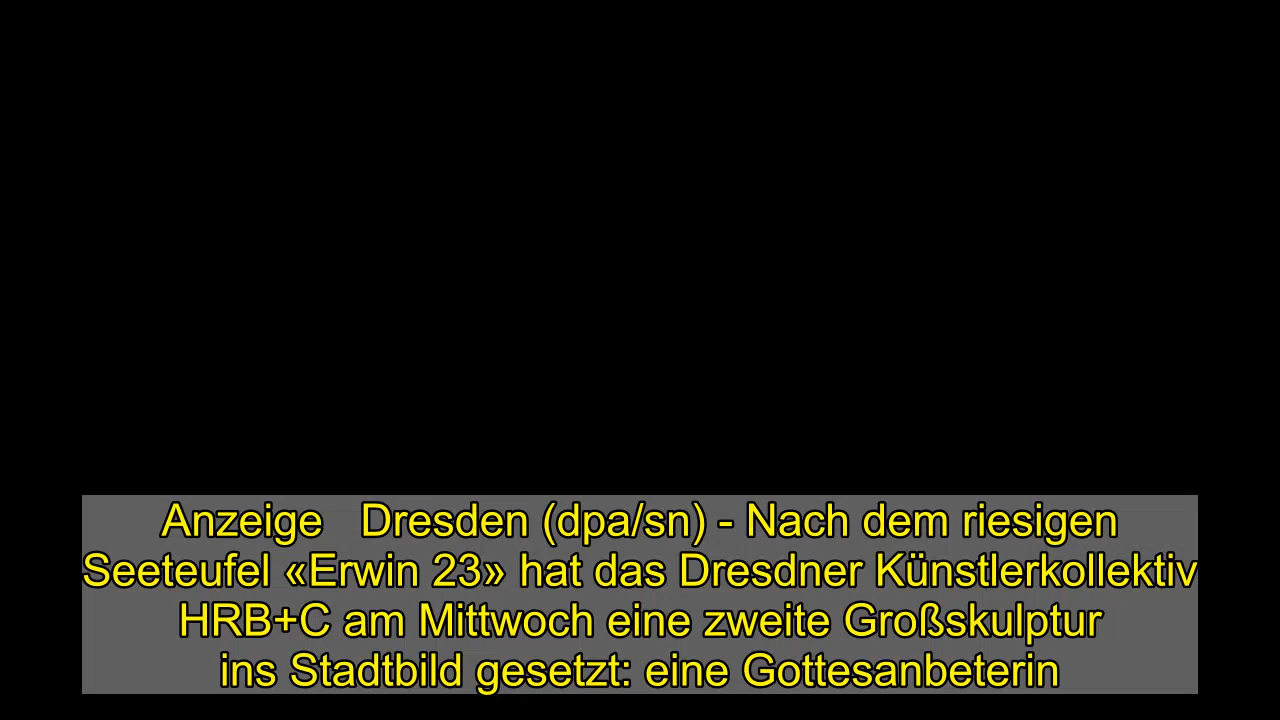 Anzeige   Dresden (dpa/sn) - Nach dem riesigen
Seeteufel «Erwin 23» hat das Dresdner Künstlerkollektiv
HRB+C am Mittwoch eine zweite Großskulptur
ins Stadtbild gesetzt: eine Gottesanbeterin